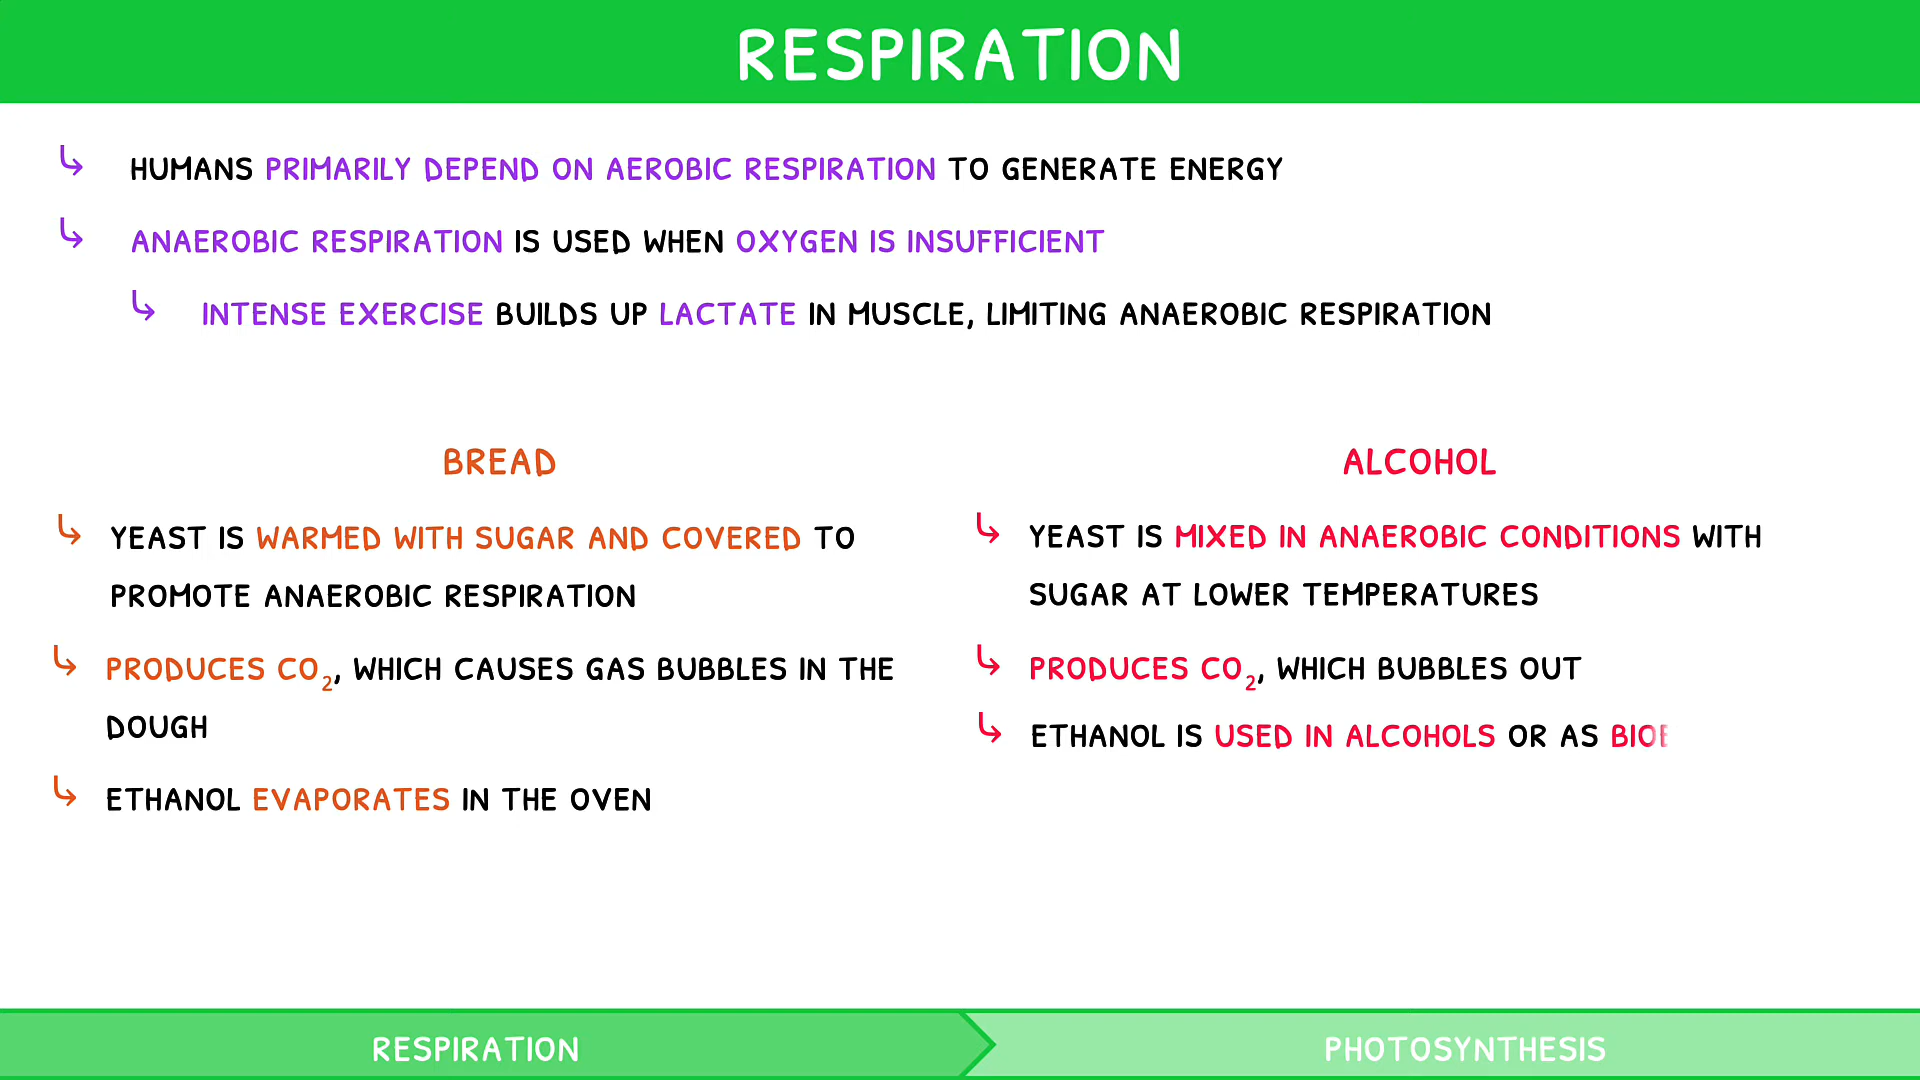 RESPIRATION
HUMANS PRIMARILY DEPEND ON AEROBIC RESPIRATION TO GENERATE ENERGY
ANAEROBIC RESPIRATION IS USED WHEN OXYGEN IS INSUFFICIENT
INTENSE EXERCISE BUILDS UP LACTATE IN MUSCLE, LIMITING ANAEROBIC RESPIRATION
BREAD
YEAST IS WARMED WITH SUGAR AND COVERED TO
PROMOTE ANAEROBIC RESPIRATION
PRODUCES CO₂, WHICH CAUSES GAS BUBBLES IN THE
DOUGH
ETHANOL EVAPORATES IN THE OVEN
ALCOHOL
YEAST IS MIXED IN ANAEROBIC CONDITIONS WITH
SUGAR AT LOWER TEMPERATURES
PRODUCES CO₂, WHICH BUBBLES OUT
ETHANOL IS USED IN ALCOHOLS OR AS
RESPIRATION
PHOTOSYNTHESIS